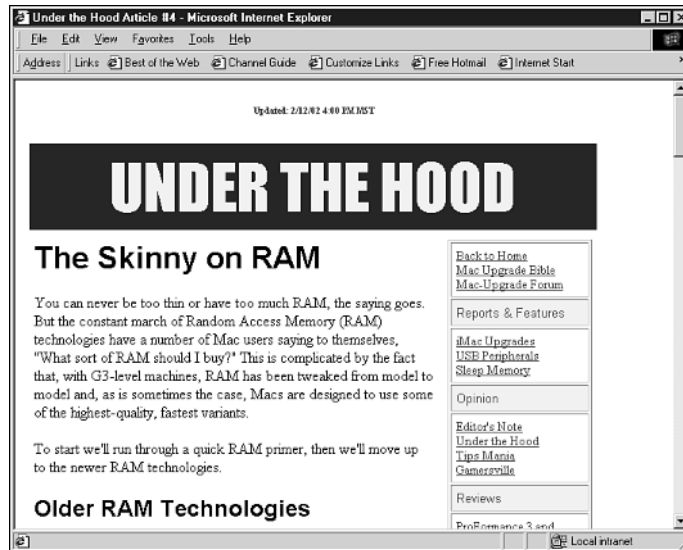 Under the Hood Article #4 - Microsoft Internet Explorer
File Edit View Favorites Tools Help
Address Links Best of the Web Channel Guide Customize Links Free Hotmail Internet Start
Updated: 2/12/02 4:00 PM MST
UNDER THE HOOD
The Skinny on RAM
You can never be too thin or have too much RAM, the saying goes.
But the constant march of Random Access Memory (RAM)
technologies have a number of Mac users saying to themselves,
"What sort of RAM should I buy?" This is complicated by the fact
that, with G3-level machines, RAM has been tweaked from model to
model and, as is sometimes the case, Macs are designed to use some
of the highest-quality, fastest variants.
To start we'll run through a quick RAM primer, then we'll move up
to the newer RAM technologies.
Older RAM Technologies
Back to Home
Mac Upgrade Bible
Mac-Upgrade Forum
Reports & Features
iMac Upgrades
USB Peripherals
Sleep Memory
Opinion
Editor's Note
Under the Hood
Tips Mania
Gamersville
Reviews
ProFormance 3 and
Local intranet